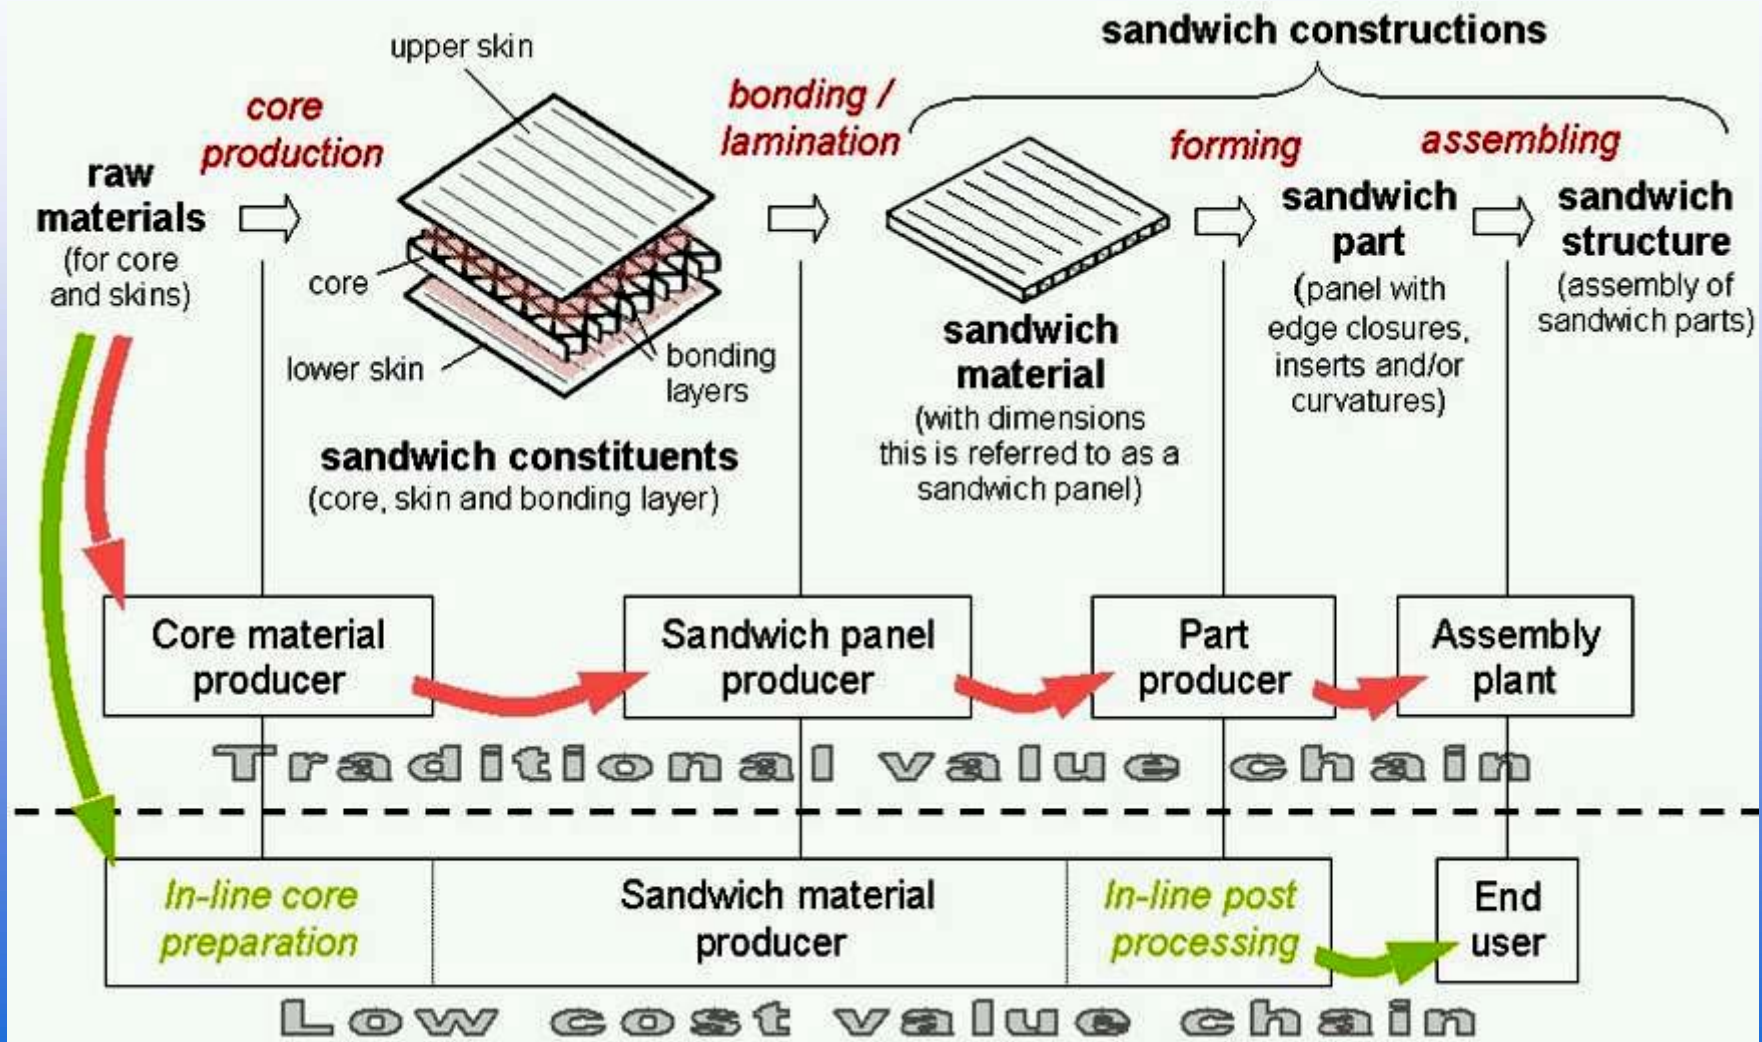 sandwich constructions
upper skin
core
production
bonding /
lamination
forming
assembling
raw
materials
(for core
and skins)
core
lower skin
bonding
layers
sandwich constituents
(core, skin and bonding layer)
sandwich
material
(with dimensions
this is referred to as a
sandwich panel)
sandwich
part
(panel with
edge closures,
inserts and/or
curvatures)
sandwich
structure
(assembly of
sandwich parts)
Core material
producer
Sandwich panel
producer
Part
producer
Assembly
plant
Traditional value chain
In-line core
preparation
Sandwich material
producer
In-line post
processing
End
user
Low cost value chain